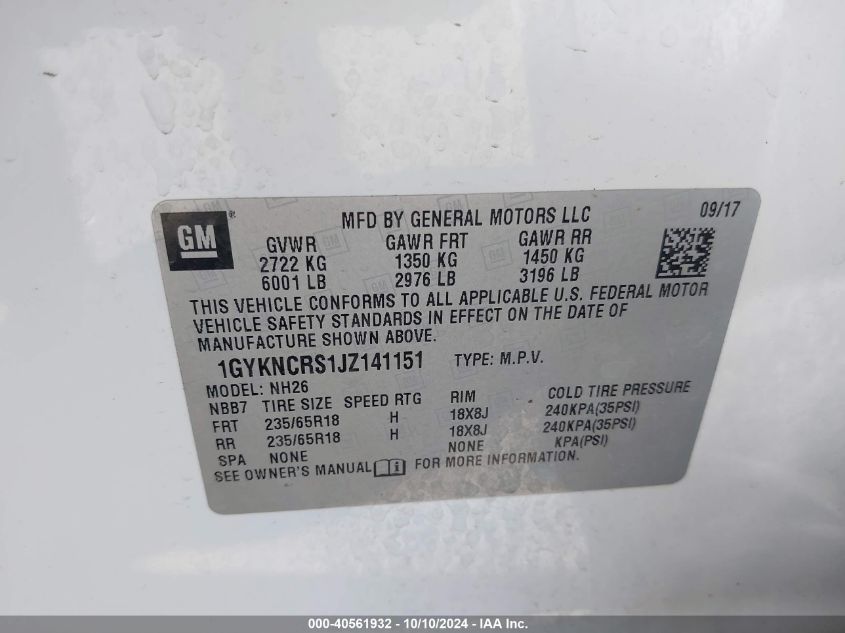 GM®
MFD BY GENERAL MOTORS LLC 09/17
GVWR GAWR FRT GAWR RR
2722 KG 1350 KG 1450 KG
6001 LB 2976 LB 3196 LB
THIS VEHICLE CONFORMS TO ALL APPLICABLE U.S. FEDERAL MOTOR
VEHICLE SAFETY STANDARDS IN EFFECT ON THE DATE OF
MANUFACTURE SHOWN ABOVE.
1GYKNCRS1JZ141151 TYPE: M.P.V.
MODEL: NH26
NBB7 TIRE SIZE SPEED RTG RIM COLD TIRE PRESSURE
FRT 235/65R18 H 18X8J 240KPA(35PSI)
RR 235/65R18 H 18X8J 240KPA(35PSI)
SPA NONE NONE KPA(PSI)
SEE OWNER'S MANUAL i FOR MORE INFORMATION.
000-40561932 - 10/10/2024 - IAA Inc.